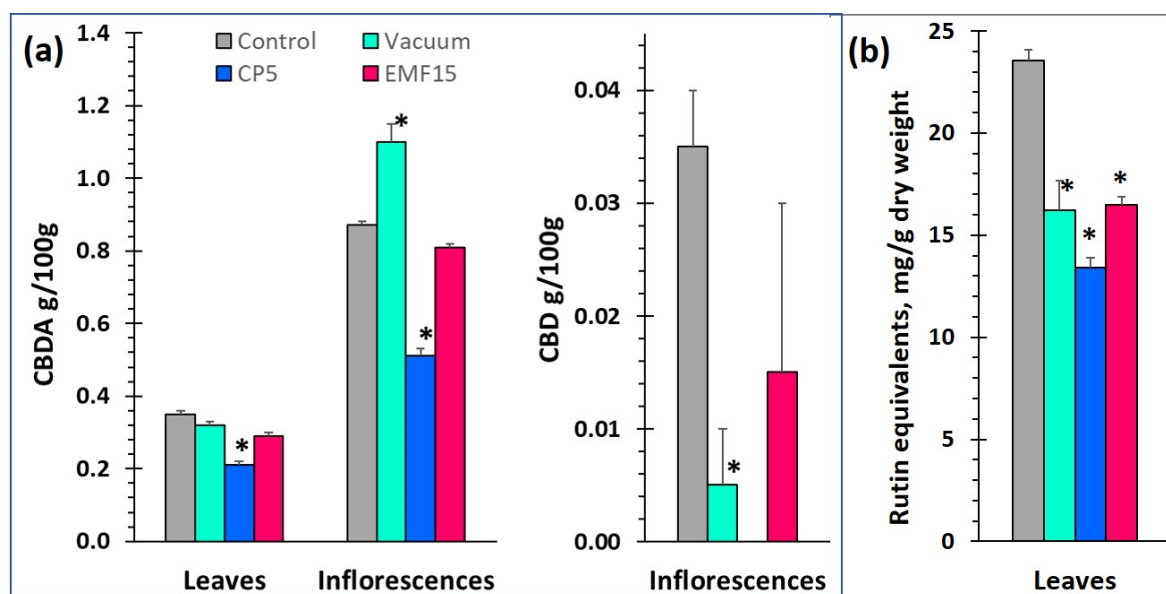 (a)
Control
Vacuum
CP5
EMF15
CBDA g/100g
1.4
1.2
1.0
0.8
0.6
0.4
0.2
0.0
*
*
*
Leaves
Inflorescences
CBD g/100g
0.04
0.03
0.02
0.01
0.00
*
Inflorescences
(b)
Rutin equivalents, mg/g dry weight
25
20
15
10
5
0
*
*
*
Leaves